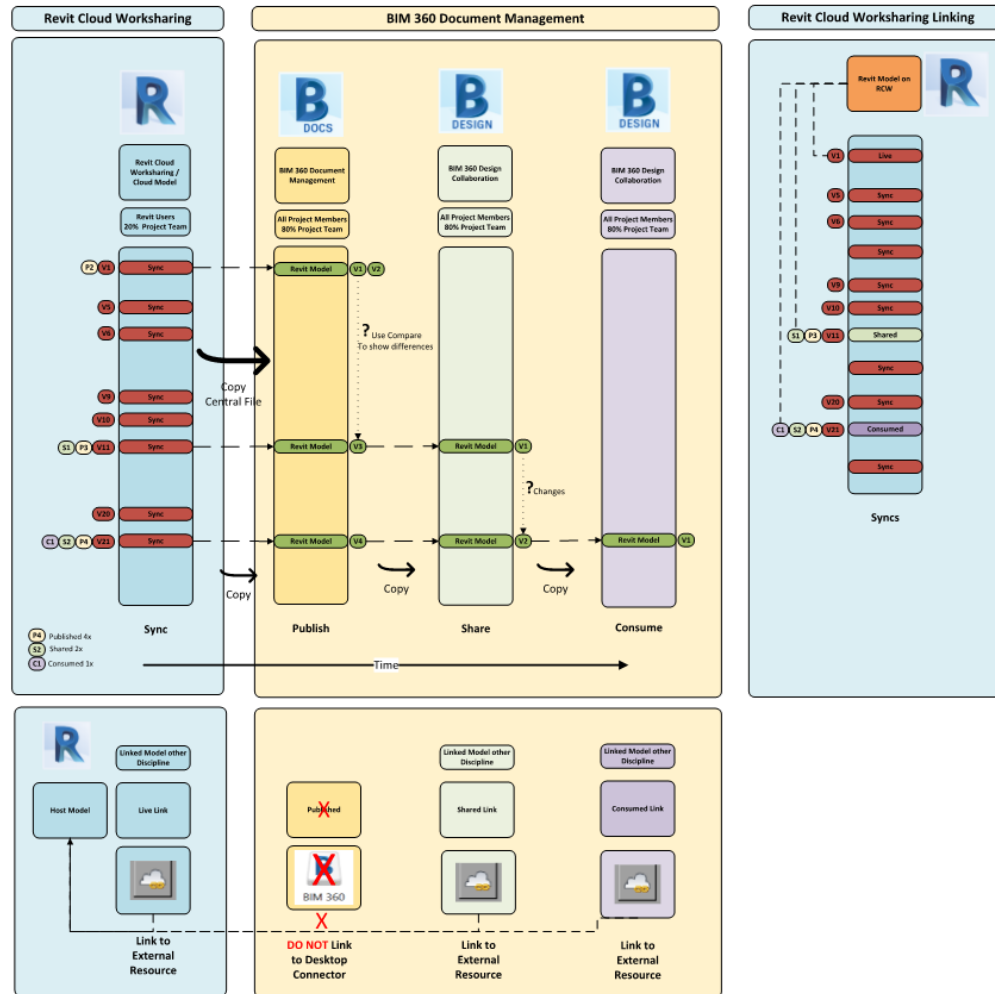 Revit Cloud Worksharing
BIM 360 Document Management
Revit Cloud Worksharing Linking
R
B
DOCS
B
DESIGN
B
DESIGN
Revit Model on
RCW
R
Revit Cloud
Worksharing /
Cloud Model
BIM 360 Document
Management
BIM 360 Design
Collaboration
BIM 360 Design
Collaboration
Revit Users
20% Project Team
All Project Members
80% Project Team
All Project Members
80% Project Team
All Project Members
80% Project Team
P2 V1 Sync
Revit Model V1 V2
V5 Sync
V6 Sync
? Use Compare
To show differences
Copy
Central File
V9 Sync
V10 Sync
S1 P3 V11 Sync
Revit Model V3
Revit Model V1
? Changes
V20 Sync
C1 S2 P4 V21 Sync
Revit Model V4
Revit Model V2
Revit Model V1
Copy
Copy
Copy
Sync
Publish
Share
Consume
P4 Published 4x
S2 Shared 2x
C1 Consumed 1x
Time
V1 Live
V5 Sync
V6 Sync
Sync
V9 Sync
V10 Sync
S1 P3 V11 Shared
Sync
V20 Sync
C1 S2 P4 V21 Consumed
Sync
Syncs
R
Linked Model other
Discipline
Linked Model other
Discipline
Linked Model other
Discipline
Host Model
Live Link
Published
X
Shared Link
Consumed Link
B
X
BIM 360
X
Link to
External
Resource
DO NOT Link
to Desktop
Connector
Link to
External
Resource
Link to
External
Resource